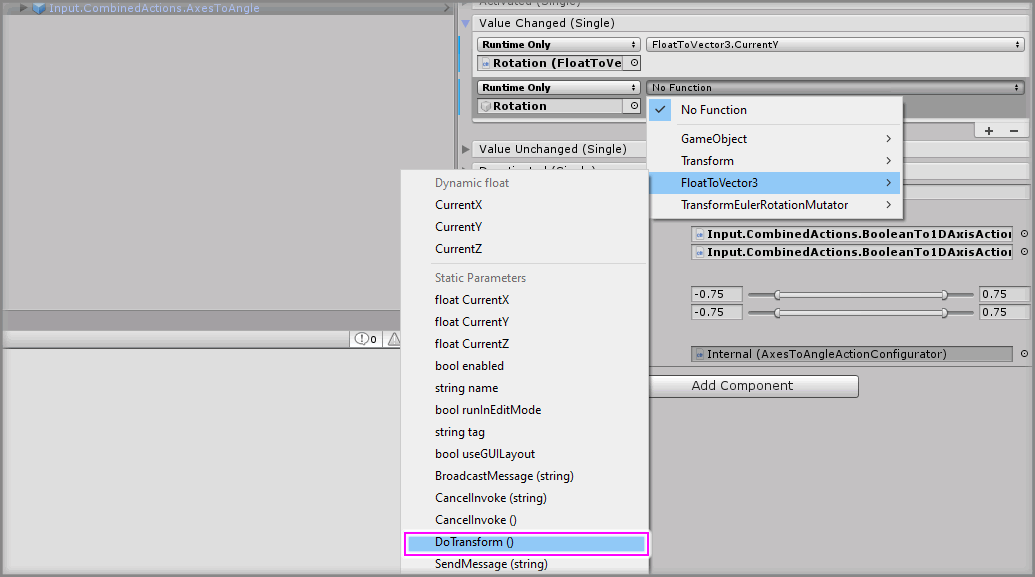 Input.CombinedActions.AxesToAngle
Activated (Single)
Value Changed (Single)
Runtime Only
FloatToVector3.CurrentY
Rotation (FloatToVe
Runtime Only
No Function
Rotation
No Function
GameObject
Transform
FloatToVector3
TransformEulerRotationMutator
Value Unchanged (Single)
Deactivated (Single)
Dynamic float
CurrentX
CurrentY
CurrentZ
Static Parameters
float CurrentX
float CurrentY
float CurrentZ
bool enabled
string name
bool runInEditMode
string tag
bool useGUILayout
BroadcastMessage (string)
CancelInvoke (string)
CancelInvoke ()
DoTransform ()
SendMessage (string)
Input.CombinedActions.BooleanTo1DAxisAction
Input.CombinedActions.BooleanTo1DAxisAction
-0.75
0.75
-0.75
0.75
0
Internal (AxesToAngleActionConfigurator)
Add Component